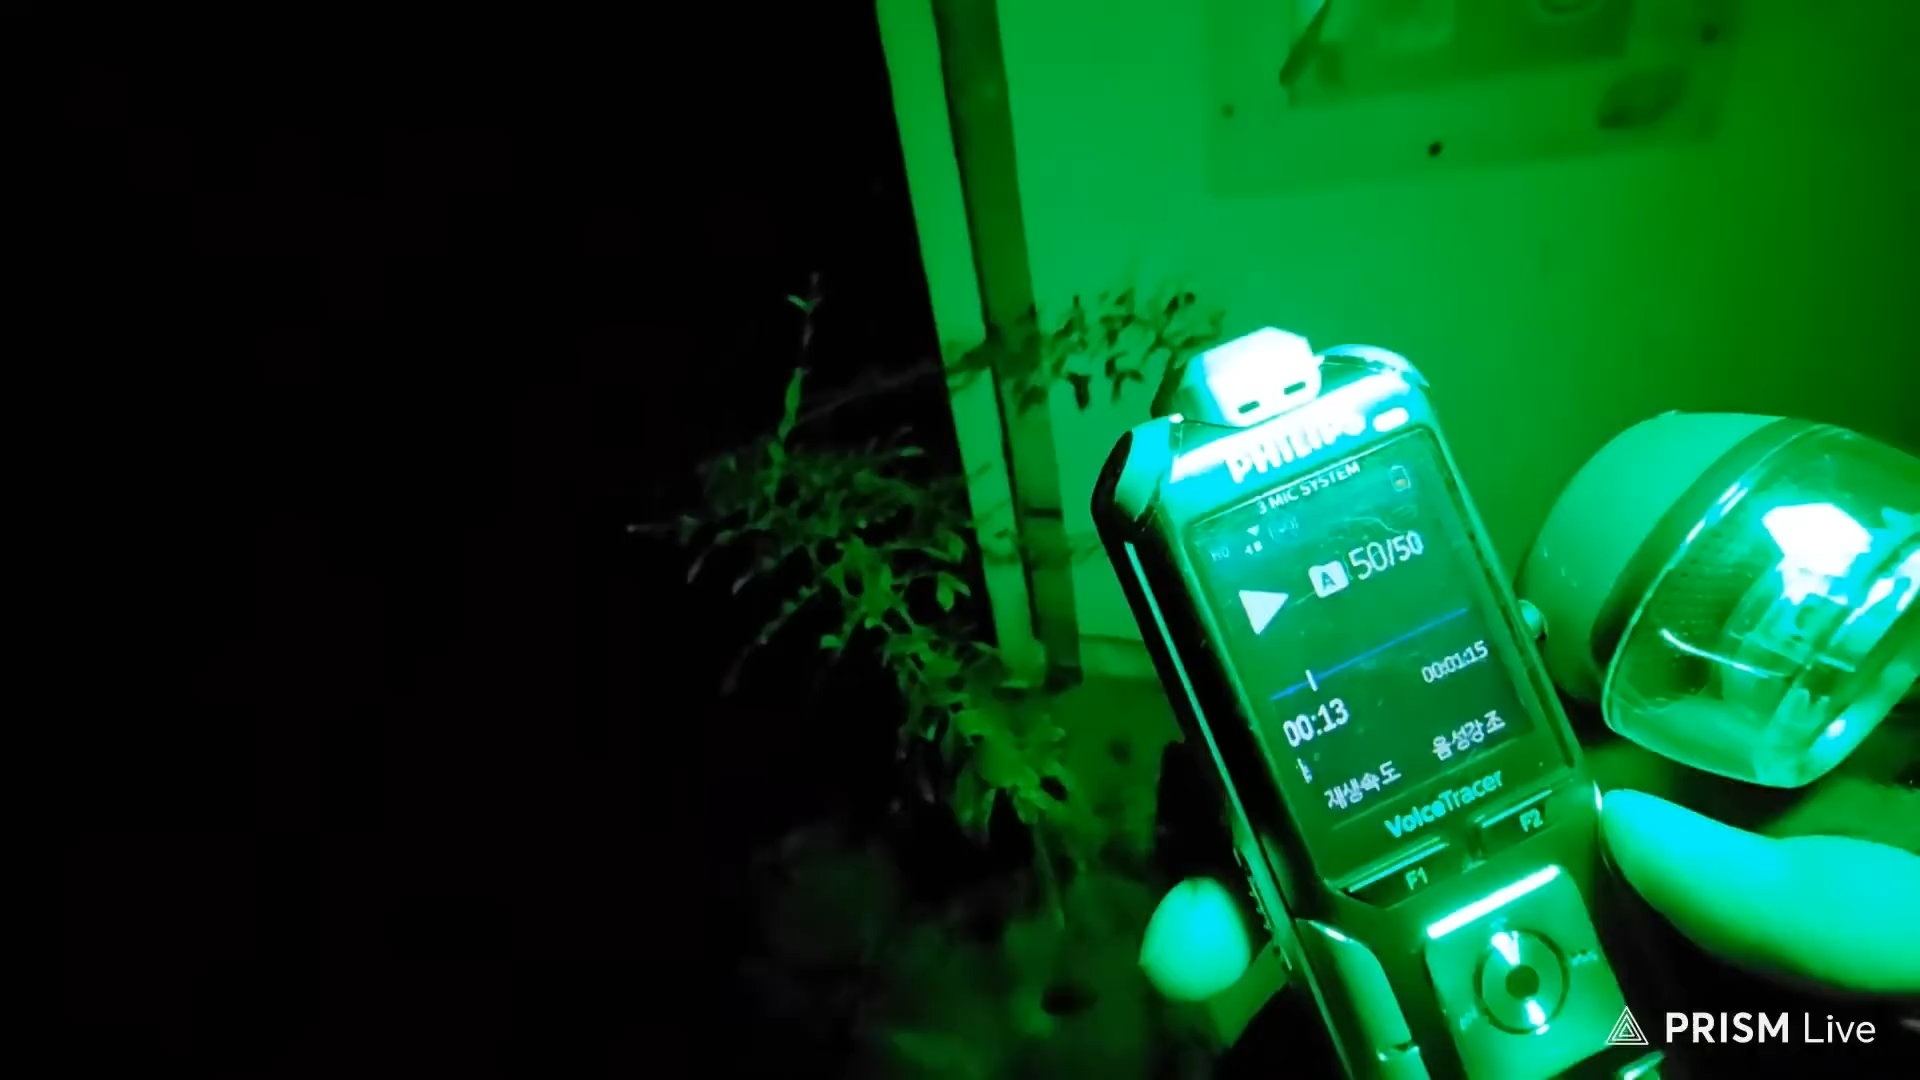 PHILIPS
3 MIC SYSTEM
A 50/50
00:01:15
00:13
재생속도 음성강조
VoiceTracer
F1 F2
PRISM Live